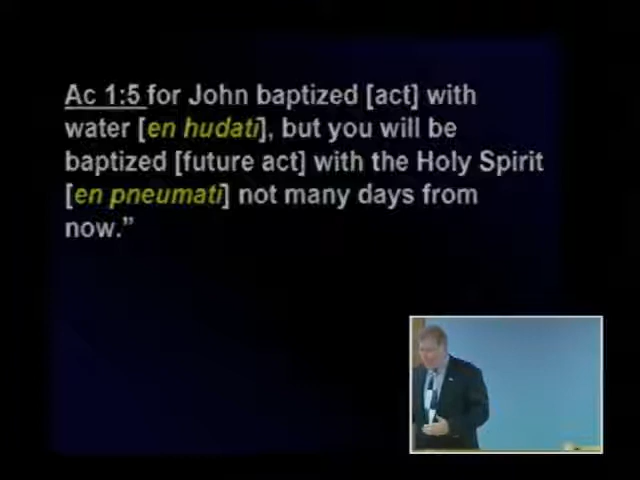 Ac 1:5 for John baptized [act] with
water [en hudati], but you will be
baptized [future act] with the Holy Spirit
[en pneumati] not many days from
now.”